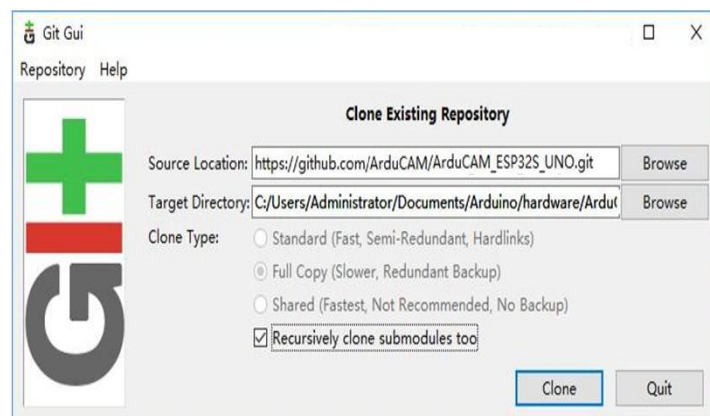 Git Gui
Repository Help
Clone Existing Repository
Source Location: https://github.com/ArduCAM/ArduCAM_ESP32S_UNO.git Browse
Target Directory: C:/Users/Administrator/Documents/Arduino/hardware/Ardu( Browse
Clone Type: Standard (Fast, Semi-Redundant, Hardlinks)
Full Copy (Slower, Redundant Backup)
Shared (Fastest, Not Recommended, No Backup)
Recursively clone submodules too
Clone Quit
Git